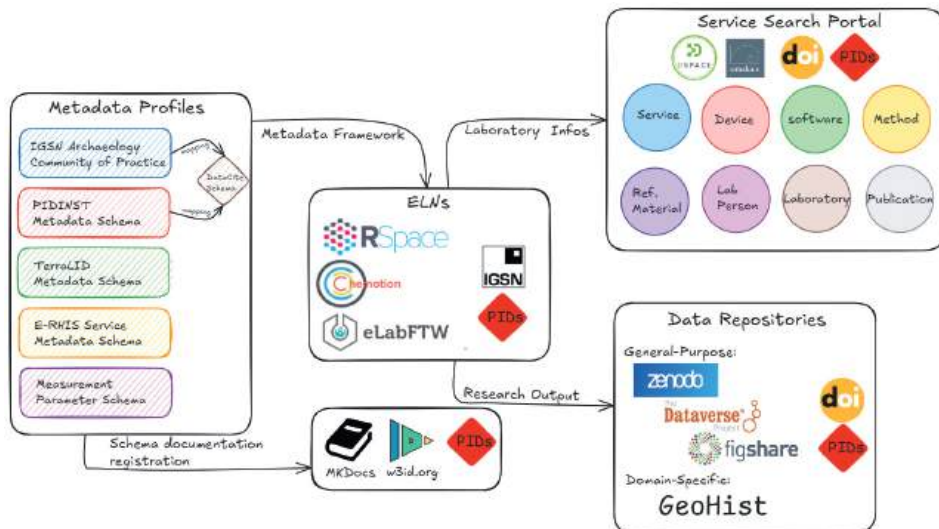 Service Search Portal
DSPACE
doi
PIDs
Service
Device
software
Method
Ref.
Material
Lab
Person
Laboratory
Publication
Metadata Profiles
IGSN Archaeology
Community of Practice
PIDINST
Metadata Schema
TerraLID
Metadata Schema
E-RHIS Service
Metadata Schema
Measurement
Parameter Schema
mapping
DataCite
Schema
mapping
Metadata Framework
Laboratory Infos
ELNs
RSpace
Chemotion
eLabFTW
IGSN
PIDs
Research Output
Schema documentation
registration
MKDocs
w3id.org
PIDs
Data Repositories
General-Purpose:
zenodo
The
Dataverse
Project
figshare
doi
PIDs
Domain-Specific:
GeoHist